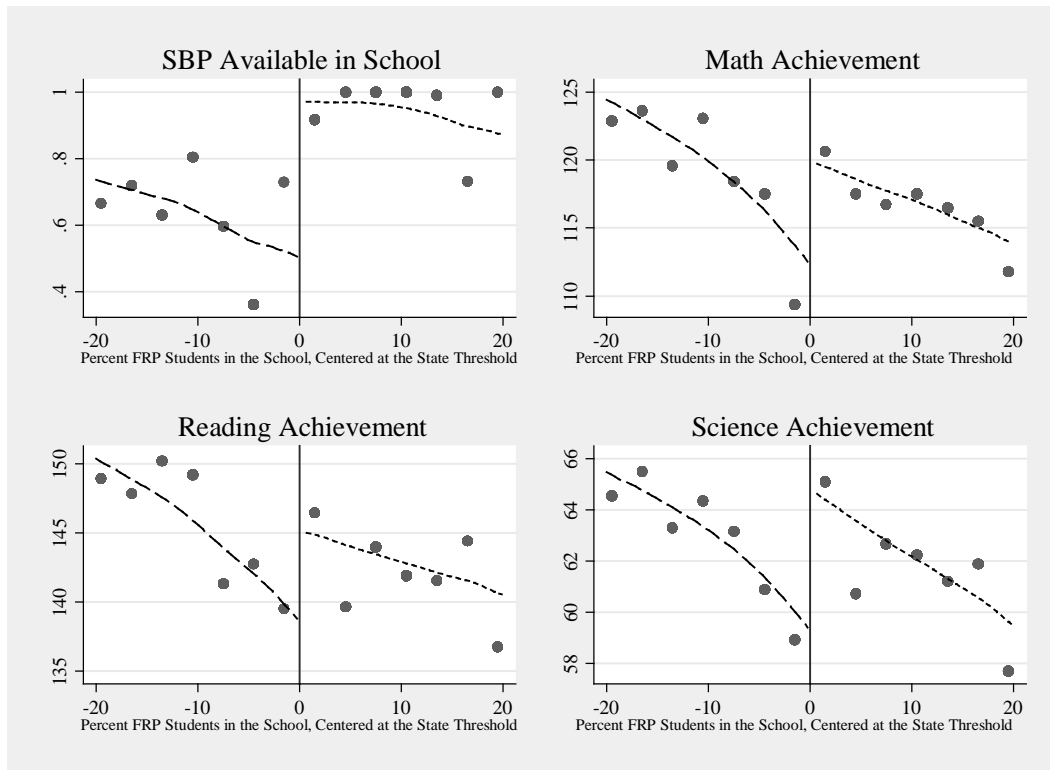 SBP Available in School
1
.8
.6
.4
-20 -10 0 10 20
Percent FRP Students in the School, Centered at the State Threshold
Math Achievement
125
120
115
110
-20 -10 0 10 20
Percent FRP Students in the School, Centered at the State Threshold
Reading Achievement
150
145
140
135
-20 -10 0 10 20
Percent FRP Students in the School, Centered at the State Threshold
Science Achievement
66
64
62
60
58
-20 -10 0 10 20
Percent FRP Students in the School, Centered at the State Threshold